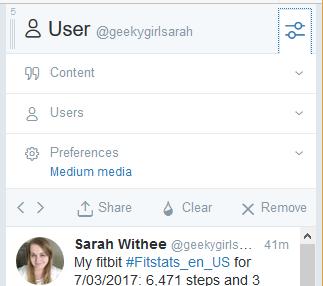 5
User @geekygirlsarah
Content
Users
Preferences
Medium media
Share Clear Remove
Sarah Withee @geekygirls... 41m
My fitbit #Fitstats_en_US for
7/03/2017: 6,471 steps and 3